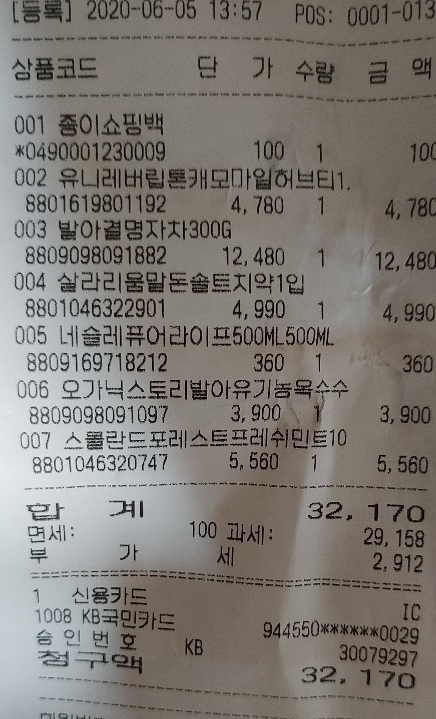 [등록] 2020-06-05 13:57 POS: 0001-013
상품코드 단 가 수량 금 액
001 종이쇼핑백
*0490001230009 100 1 100
002 유니레버립톤캐모마일허브티1.
8801619801192 4,780 1 4,780
003 발아결명자차300G
8809098091882 12,480 1 12,480
004 살라리움말돈솔트치약1입
8801046322901 4,990 1 4,990
005 네슬레퓨어라이프500ML500ML
8809169718212 360 1 360
006 오가닉스토리발아유기농옥수수
8809098091097 3,900 1 3,900
007 스콜란드포레스트프레쉬민트10
8801046320747 5,560 1 5,560
합 계 32,170
면세: 100 과세: 29,158
부 가 세 2,912
1 신용카드 IC
1008 KB국민카드 944550******0029
승 인 번 호 KB 30079297
청구액 32,170